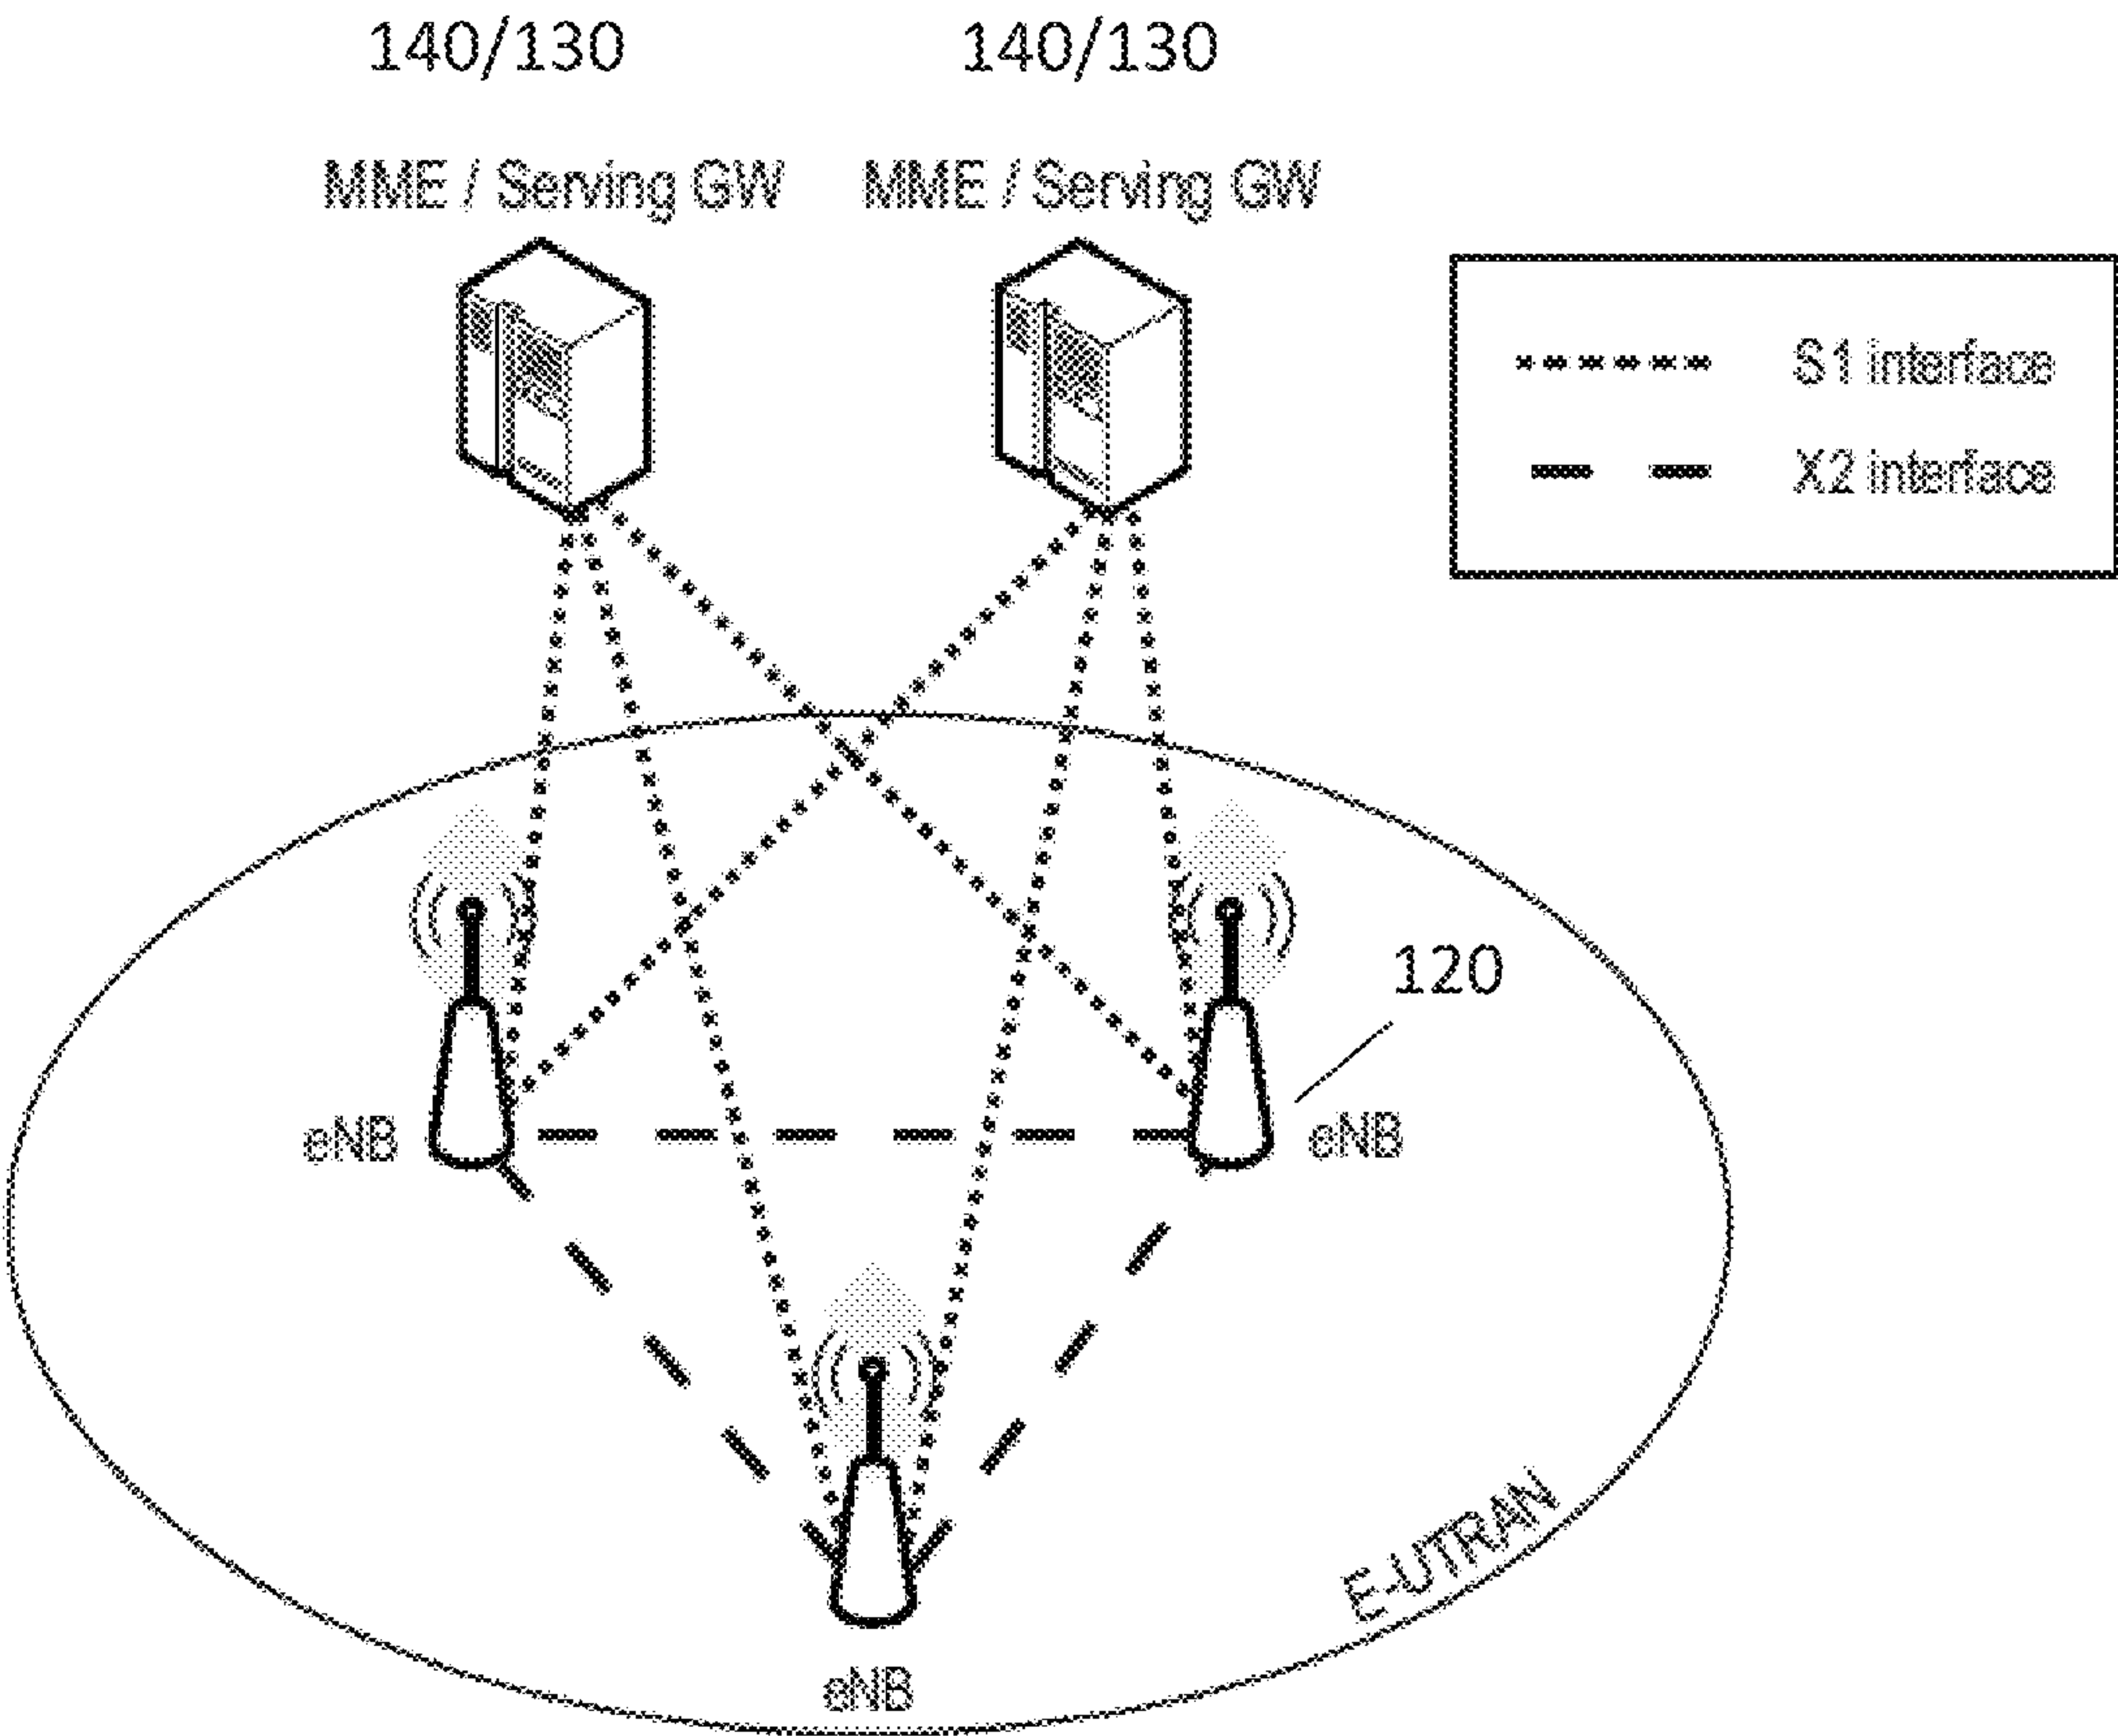 140/130
140/130
MME / Serving GW
MME / Serving GW
S1 interface
X2 interface
120
eNB
eNB
E-UTRAN
eNB